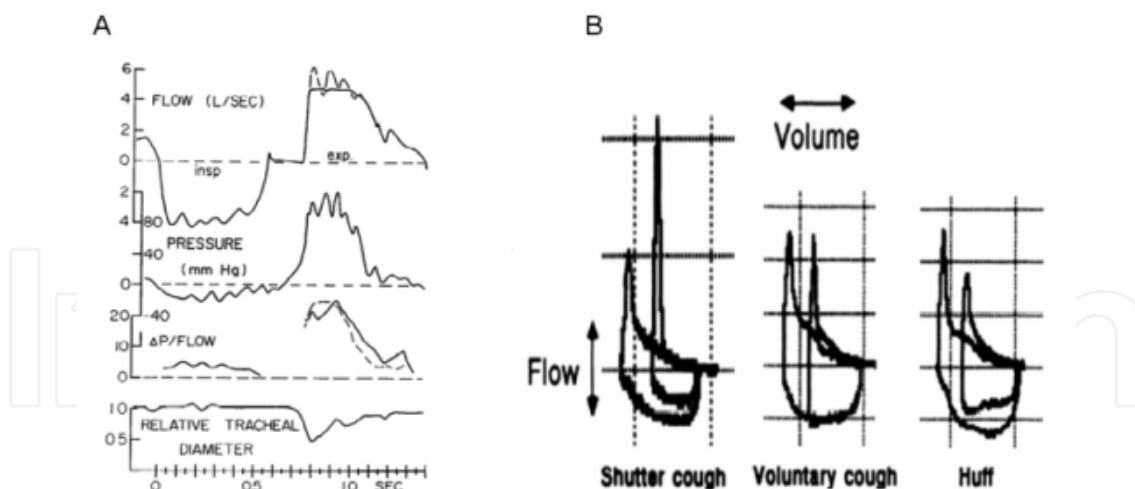 A
B
6
4
2
0
FLOW (L/SEC)
insp
exp.
2
4
80
40
0
40
PRESSURE
(mm Hg)
20
10
0
ΔP/FLOW
1.0
0.5
RELATIVE TRACHEAL
DIAMETER
0 0.5 1.0 SEC
Volume
Flow
Shutter cough
Voluntary cough
Huff